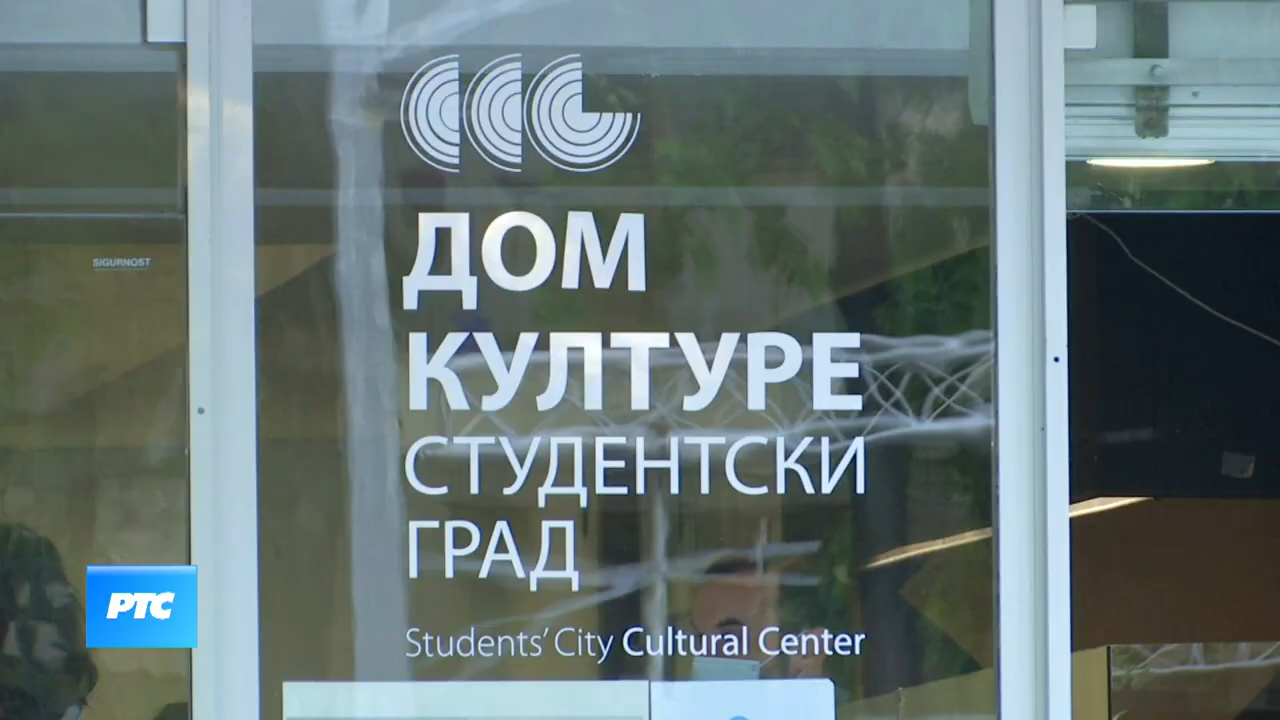 ДОМ
КУЛТУРЕ
СТУДЕНТСКИ
ГРАД
Students' City Cultural Center
SIGURNOST
РТС